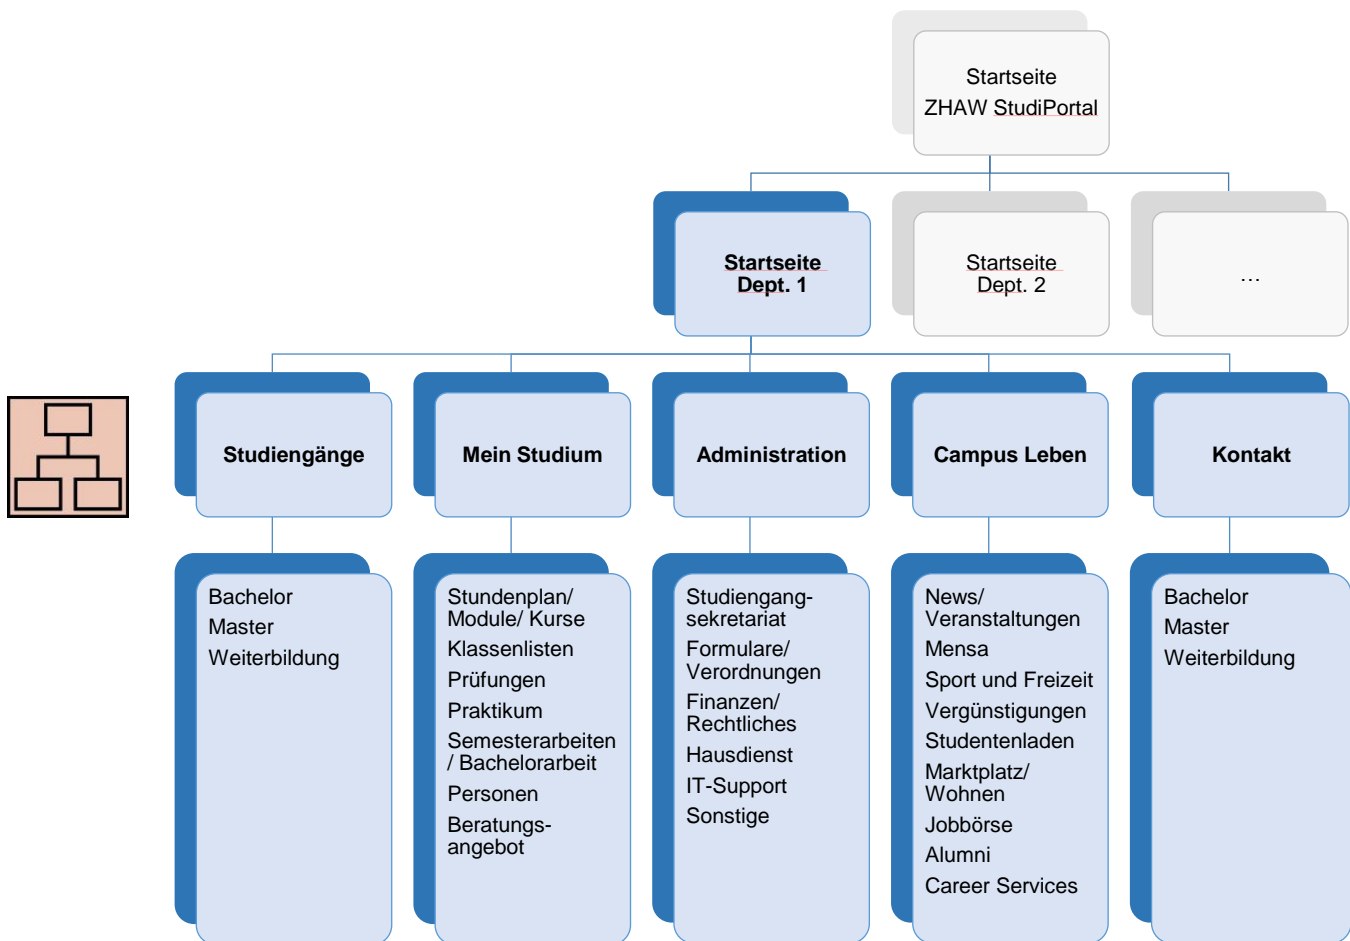 Startseite
ZHAW StudiPortal
Startseite
Dept. 1
Startseite
Dept. 2
…
Studiengänge
Mein Studium
Administration
Campus Leben
Kontakt
Bachelor
Master
Weiterbildung
Stundenplan/
Module/ Kurse
Klassenlisten
Prüfungen
Praktikum
Semesterarbeiten
/ Bachelorarbeit
Personen
Beratungs-
angebot
Studiengang-
sekretariat
Formulare/
Verordnungen
Finanzen/
Rechtliches
Hausdienst
IT-Support
Sonstige
News/
Veranstaltungen
Mensa
Sport und Freizeit
Vergünstigungen
Studentenladen
Marktplatz/
Wohnen
Jobbörse
Alumni
Career Services
Bachelor
Master
Weiterbildung